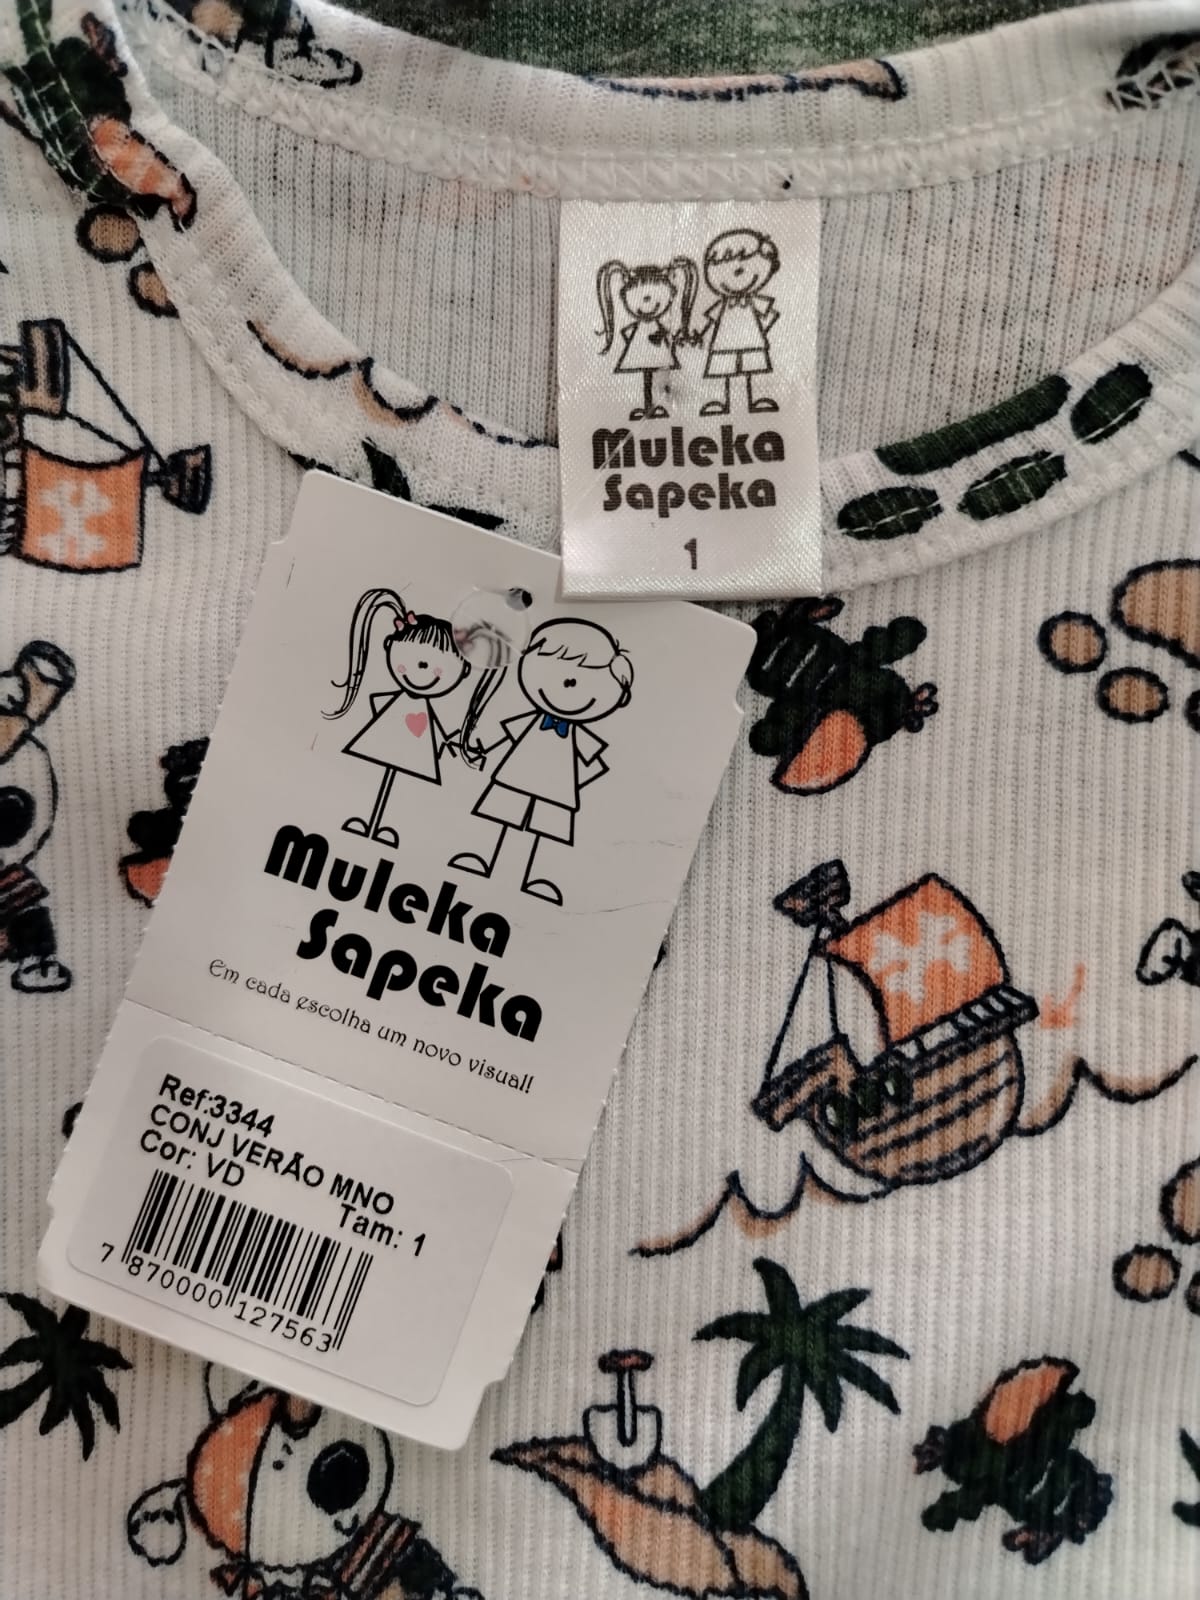 Muleka
Sapeka
1
Muleka
Sapeka
Em cada escolha um novo visual!
Ref:3344
CONJ VERÃO MNO
Cor: VD
Tam: 1
7 870000 127563